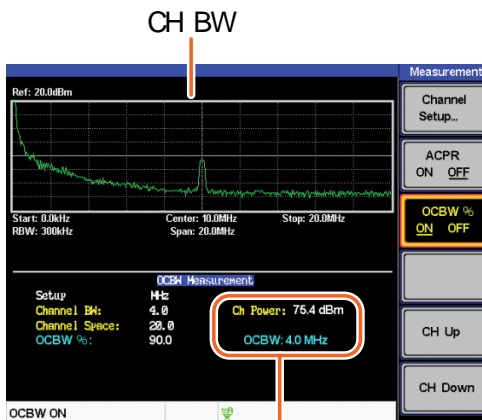 CH BW
Measurement
Ref: 20.0dBm
Channel
Setup...
ACPR
ON OFF
OCBW %
ON OFF
CH Up
CH Down
Start: 0.0kHz Center: 10.0MHz Stop: 20.0MHz
RBW: 300kHz Span: 20.0MHz
OCBW Measurement
Setup MHz
Channel BW: 4.0 Ch Power: 75.4 dBm
Channel Space: 20.0
OCBW %: 90.0 OCBW: 4.0 MHz
OCBW ON